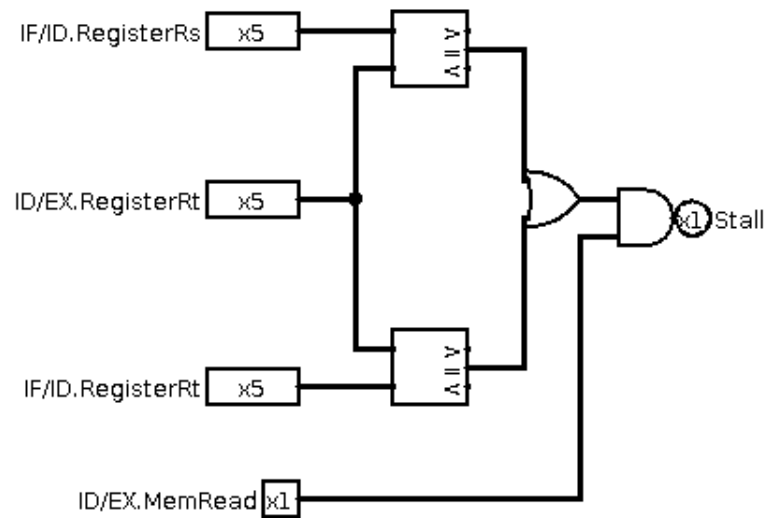 IF/ID.RegisterRs x5
> = <
ID/EX.RegisterRt x5
x1 Stall
> = <
IF/ID.RegisterRt x5
ID/EX.MemRead x1